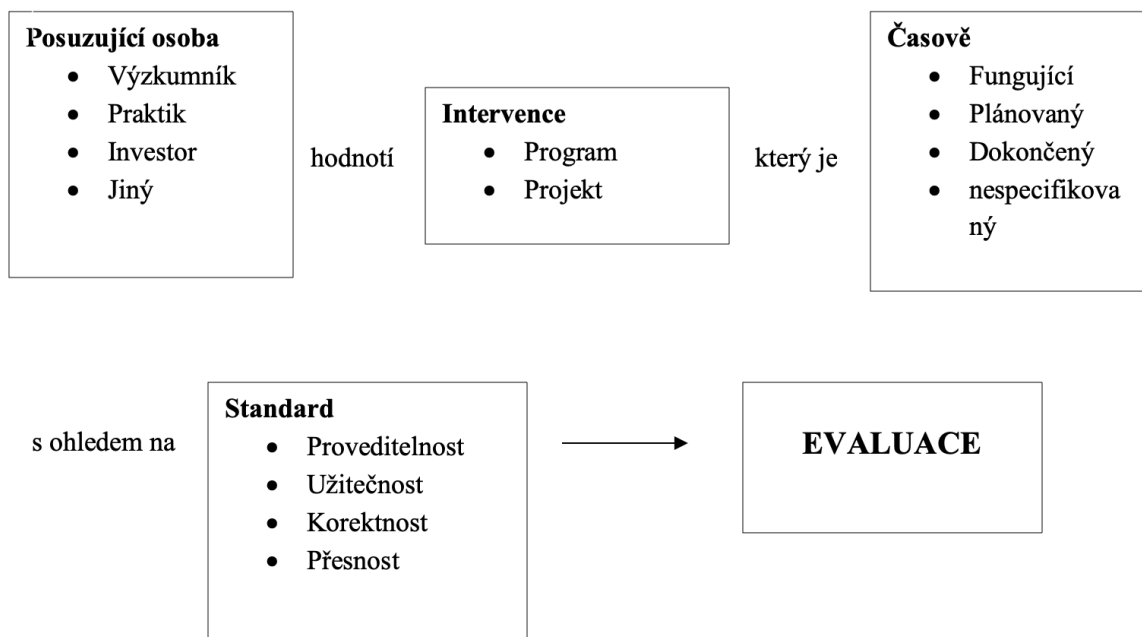 Posuzující osoba
• Výzkumník
• Praktik
• Investor
• Jiný
hodnotí
Intervence
• Program
• Projekt
který je
Časově
• Fungující
• Plánovaný
• Dokončený
• nespecifikova
ný
s ohledem na
Standard
• Proveditelnost
• Užitečnost
• Korektnost
• Přesnost
EVALUACE